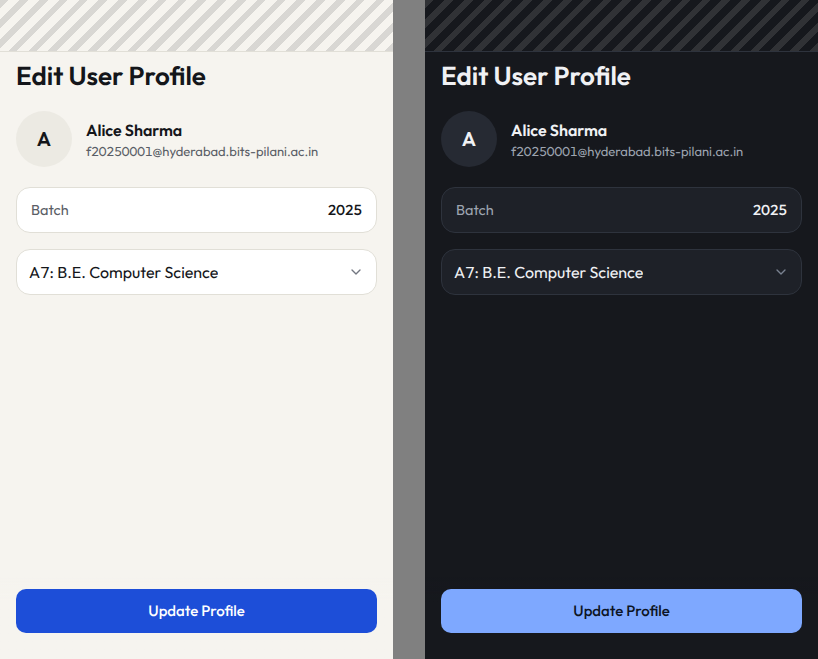 Edit User Profile
A
Alice Sharma
f20250001@hyderabad.bits-pilani.ac.in
Batch
2025
A7: B.E. Computer Science
Update Profile
Edit User Profile
A
Alice Sharma
f20250001@hyderabad.bits-pilani.ac.in
Batch
2025
A7: B.E. Computer Science
Update Profile